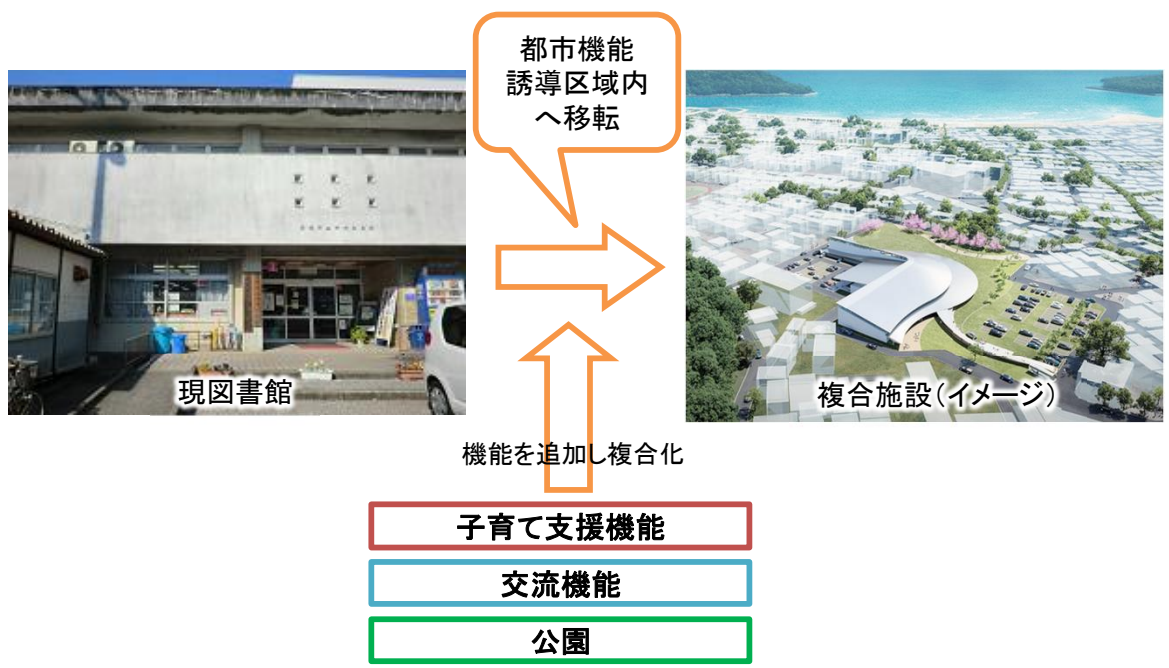 都市機能
誘導区域内
へ移転
現図書館
複合施設(イメージ)
機能を追加し複合化
子育て支援機能
交流機能
公園